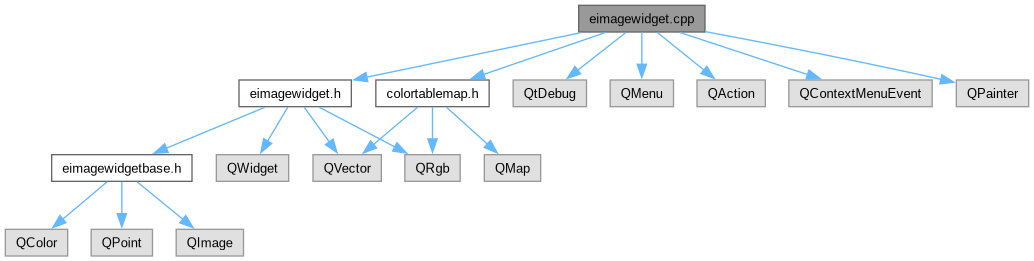 eimagewidget.cpp
eimagewidget.h
colortablemap.h
QtDebug
QMenu
QAction
QContextMenuEvent
QPainter
eimagewidgetbase.h
QWidget
QVector
QRgb
QMap
QColor
QPoint
QImage